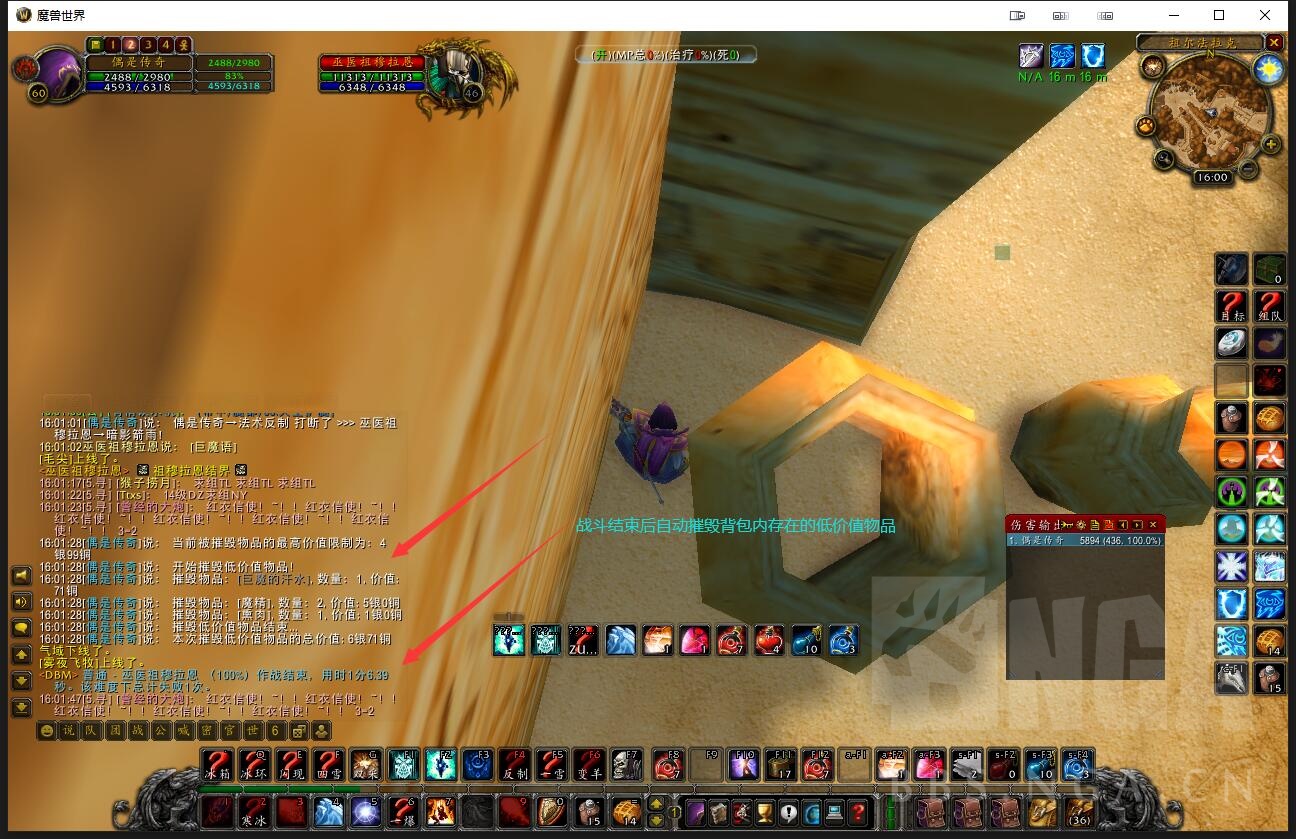 魔兽世界
偶是传奇
2488 / 2980
4593 / 6318
60
2488/2980
83%
4593/6318
巫医祖穆拉恩
11313 / 11313
6348 / 6348
46
(开)(MP总0%)(治疗0%)(死0)
N/A 16 m 16 m
祖尔法拉克
N
16:00
16:01:01[偶是传奇]说: 偶是传奇→法术反制 打断了 >>> 巫医祖
穆拉恩→暗影箭雨!
16:01:02巫医祖穆拉恩说: [巨魔语]
[毛尖]上线了。
<巫医祖穆拉恩> 祖穆拉恩结界
16:01:17[5.寻] [猴子捞月]: 求组TL 求组TL 求组TL
16:01:22[5.寻] [Ttxs]: 14级DZ求组NY
16:01:23[5.寻] [曾经的大炮]: 红衣信使! ~! ! 红衣信使! ~! !
红衣信使! ~! ! 红衣信使! ~! ! 红衣信使! ~! ! 红衣信
使! ~! ! 3-2
16:01:28[偶是传奇]说: 当前被摧毁物品的最高价值限制为: 4
银99铜
16:01:28[偶是传奇]说: 开始摧毁低价值物品!
16:01:28[偶是传奇]说: 摧毁物品: [巨魔的汗水], 数量: 1, 价值:
71铜
16:01:28[偶是传奇]说: 摧毁物品: [魔精], 数量: 2, 价值: 5银0铜
16:01:28[偶是传奇]说: 摧毁物品: [熏肉], 数量: 1, 价值: 1银0铜
16:01:28[偶是传奇]说: 摧毁低价值物品结束。
16:01:28[偶是传奇]说: 本次摧毁低价值物品的总价值: 6银71铜
气域下线了。
[雾夜飞牧]上线了。
<DBM> 普通 - 巫医祖穆拉恩 (100%) 作战结束，用时1分6.39
秒。该难度下总计失败1次。
16:01:47[5.寻] [曾经的大炮]: 红衣信使! ~! ! 红衣信使! ~! !
红衣信使! ~! ! 红衣信使! ~! ! 红衣信使! ~! ! 3-2
战斗结束后自动摧毁背包内存在的低价值物品
伤害输出
1. 偶是传奇 5894 (436, 100.0%)
目标 组队
说 队 团 战 公 喊 密 官 世 6
冰箱 冰环 闪现 四雪 双采 反制 一雪 变羊
寒冰 一爆
(36)
KING
BBS.NGA.CN